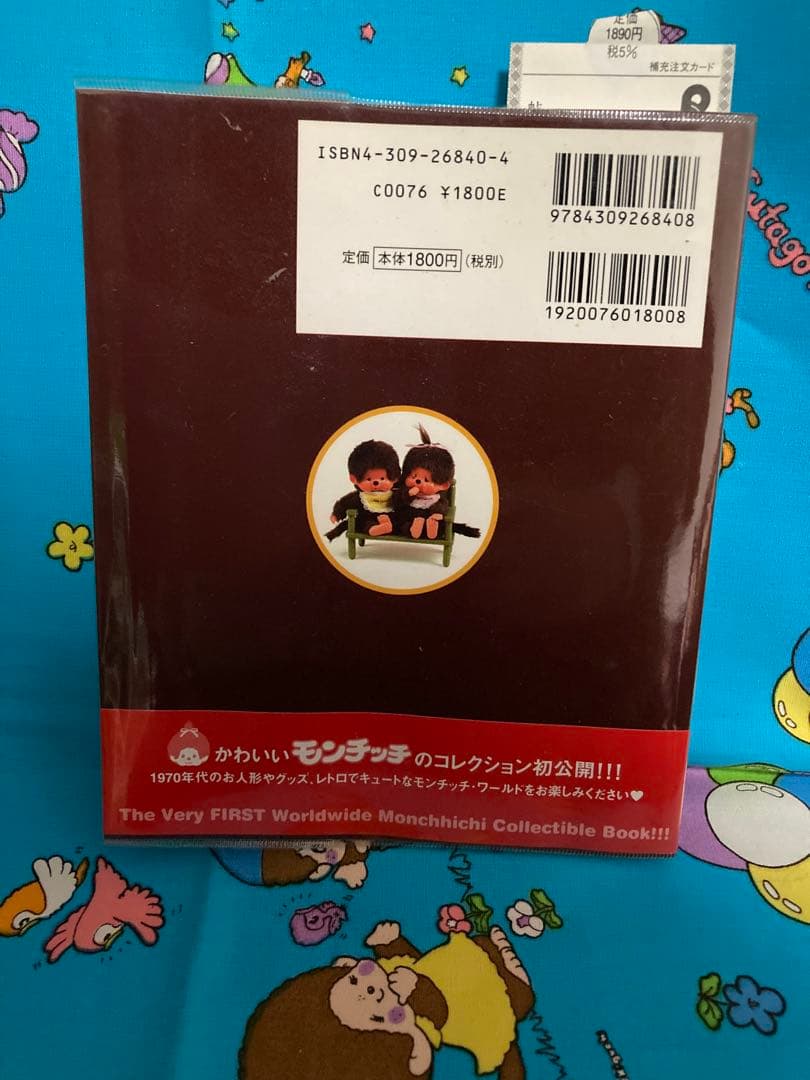 定価
1890円
税5%
補充注文カード
ISBN4-309-26840-4
C0076 ¥1800E
9784309268408
定価 本体1800円 (税別)
1920076018008
かわいいモンチッチのコレクション初公開!!!
1970年代のお人形やグッズ、レトロでキュートなモンチッチ・ワールドをお楽しみください♥
The Very FIRST Worldwide Monchhichi Collectible Book!!!
Futago